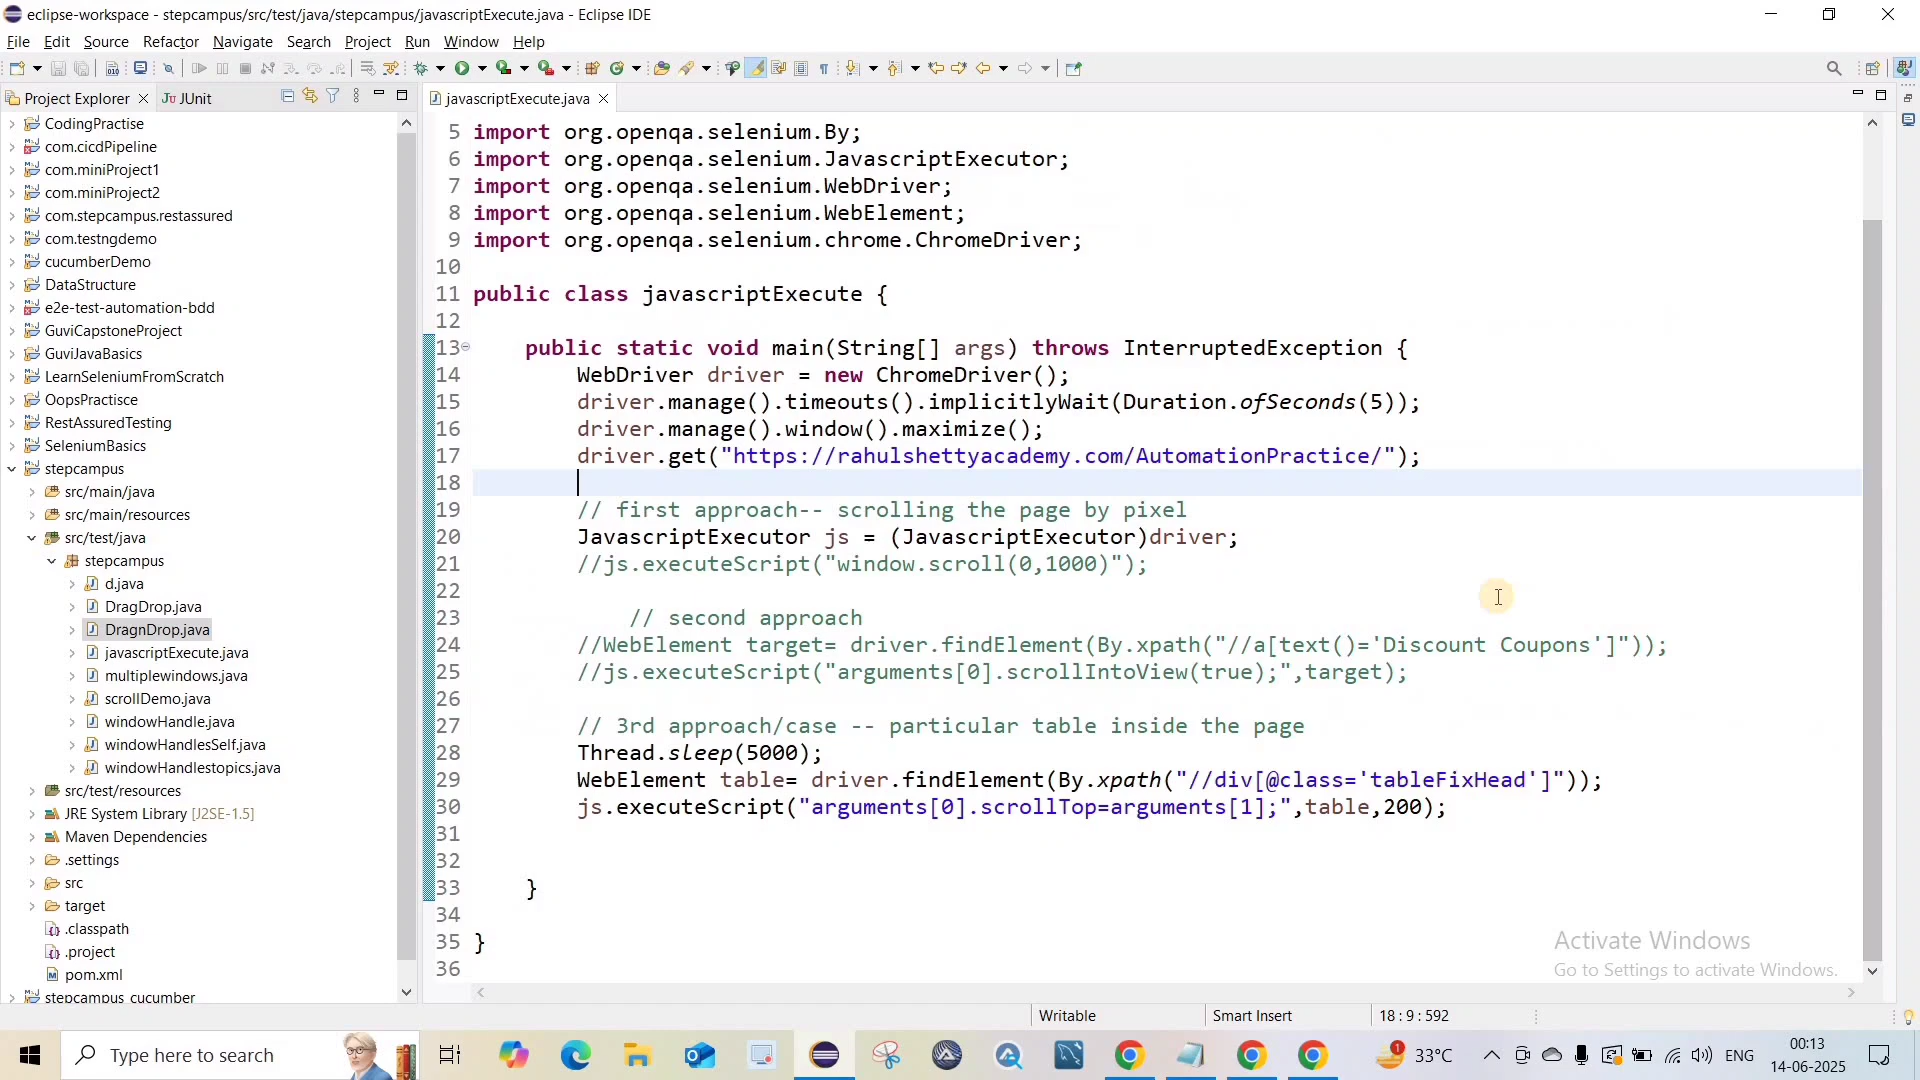 eclipse-workspace - stepcampus/src/test/java/stepcampus/javascriptExecute.java - Eclipse IDE
File Edit Source Refactor Navigate Search Project Run Window Help
Project Explorer JUnit
javascriptExecute.java
CodingPractise
com.cicdPipeline
com.miniProject1
com.miniProject2
com.stepcampus.restassured
com.testngdemo
cucumberDemo
DataStructure
e2e-test-automation-bdd
GuviCapstoneProject
GuviJavaBasics
LearnSeleniumFromScratch
OopsPractisce
RestAssuredTesting
SeleniumBasics
stepcampus
src/main/java
src/main/resources
src/test/java
stepcampus
d.java
DragDrop.java
DragnDrop.java
javascriptExecute.java
multiplewindows.java
scrollDemo.java
windowHandle.java
windowHandlesSelf.java
windowHandlestopics.java
src/test/resources
JRE System Library [J2SE-1.5]
Maven Dependencies
.settings
src
target
.classpath
.project
pom.xml
stepcampus_cucumber
5 import org.openqa.selenium.By;
6 import org.openqa.selenium.JavascriptExecutor;
7 import org.openqa.selenium.WebDriver;
8 import org.openqa.selenium.WebElement;
9 import org.openqa.selenium.chrome.ChromeDriver;
10
11 public class javascriptExecute {
12
13 public static void main(String[] args) throws InterruptedException {
14 WebDriver driver = new ChromeDriver();
15 driver.manage().timeouts().implicitlyWait(Duration.ofSeconds(5));
16 driver.manage().window().maximize();
17 driver.get("https://rahulshettyacademy.com/AutomationPractice/");
18
19 // first approach-- scrolling the page by pixel
20 JavascriptExecutor js = (JavascriptExecutor)driver;
21 //js.executeScript("window.scroll(0,1000)");
22
23 // second approach
24 //WebElement target= driver.findElement(By.xpath("//a[text()='Discount Coupons']"));
25 //js.executeScript("arguments[0].scrollIntoView(true);",target);
26
27 // 3rd approach/case -- particular table inside the page
28 Thread.sleep(5000);
29 WebElement table= driver.findElement(By.xpath("//div[@class='tableFixHead']"));
30 js.executeScript("arguments[0].scrollTop=arguments[1];",table,200);
31
32
33 }
34
35 }
36
Activate Windows
Go to Settings to activate Windows.
Writable Smart Insert 18 : 9 : 592
Type here to search
33°C
ENG
00:13
14-06-2025